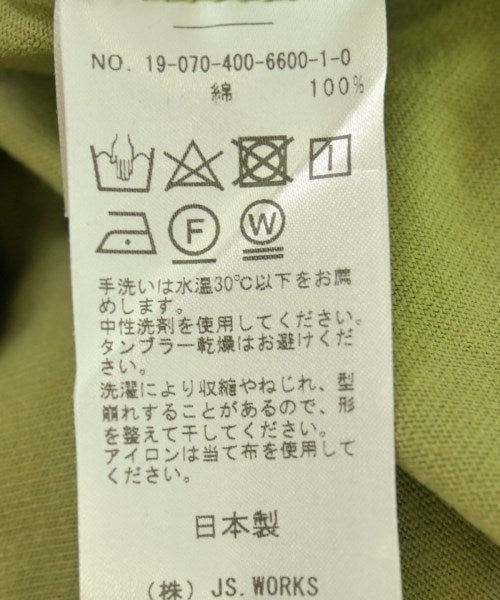 NO. 19-070-400-6600-1-0
綿 100%
F W
手洗いは水温30℃以下をお薦
めします。
中性洗剤を使用してください。
タンブラー乾燥はお避けくだ
さい。
洗濯により収縮やねじれ、型
崩れすることがあるので、形
を整えて干してください。
アイロンは当て布を使用して
ください。
日本製
(株) JS.WORKS